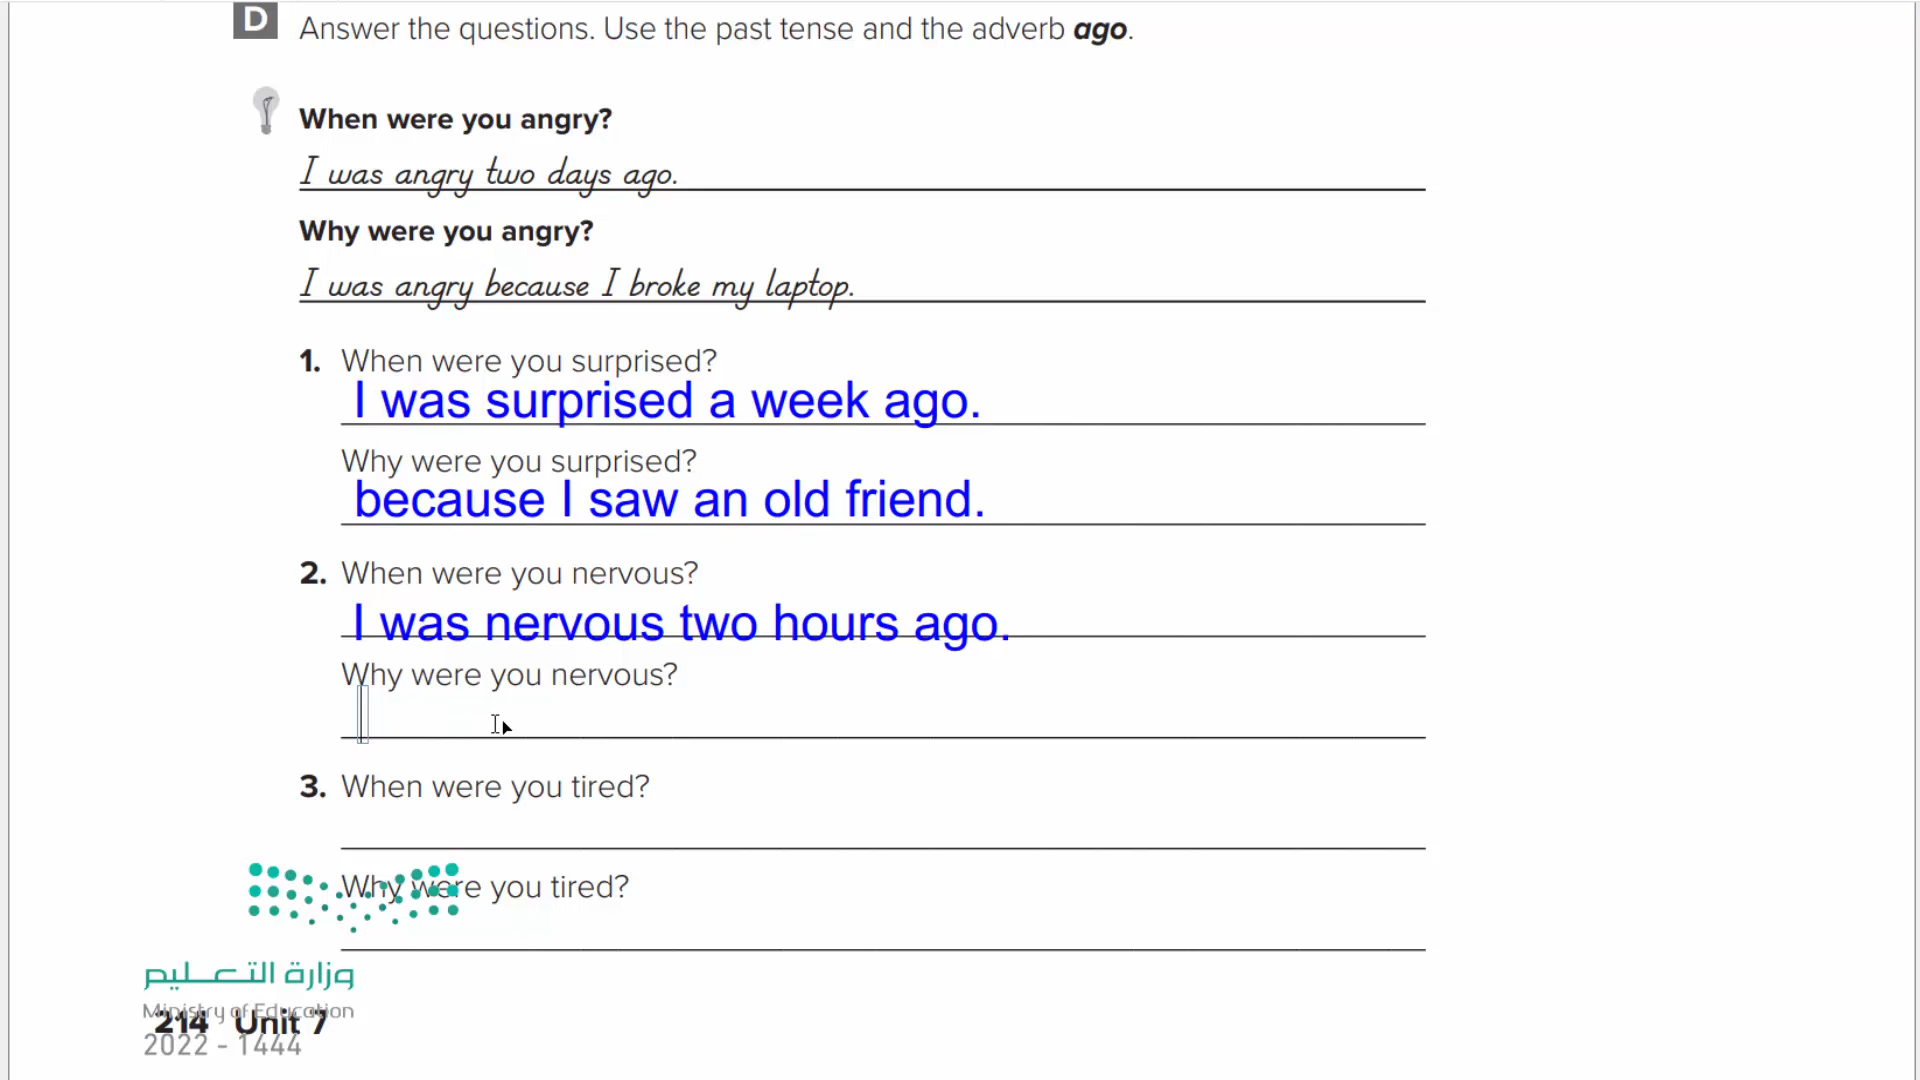 D Answer the questions. Use the past tense and the adverb ago.
When were you angry?
I was angry two days ago.
Why were you angry?
I was angry because I broke my laptop.
1. When were you surprised?
I was surprised a week ago.
Why were you surprised?
because I saw an old friend.
2. When were you nervous?
I was nervous two hours ago.
Why were you nervous?
3. When were you tired?
Why were you tired?
وزارة التعليم
Ministry of Education
214 Unit 7
2022 - 1444